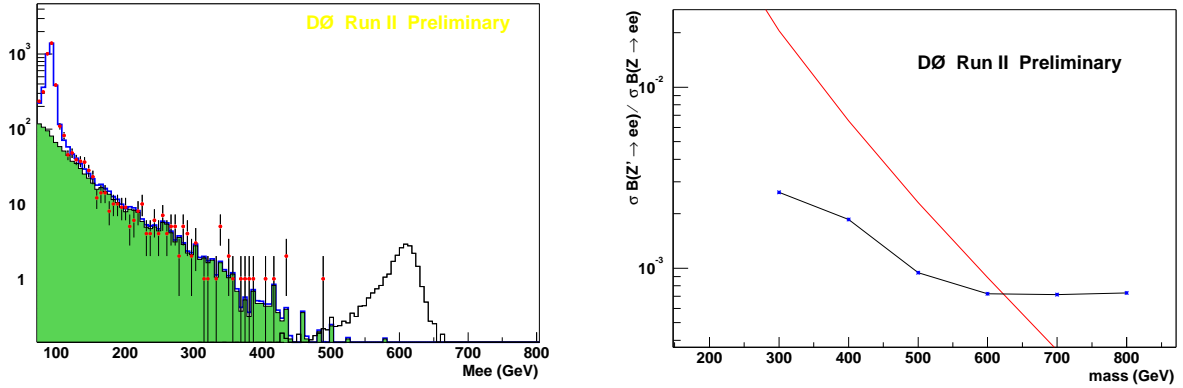 DØ Run II Preliminary
10³
10²
10
1
100 200 300 400 500 600 700 800
Mee (GeV)
σ B(Z' → ee) / σ B(Z → ee)
DØ Run II Preliminary
10⁻²
10⁻³
200 300 400 500 600 700 800
mass (GeV)